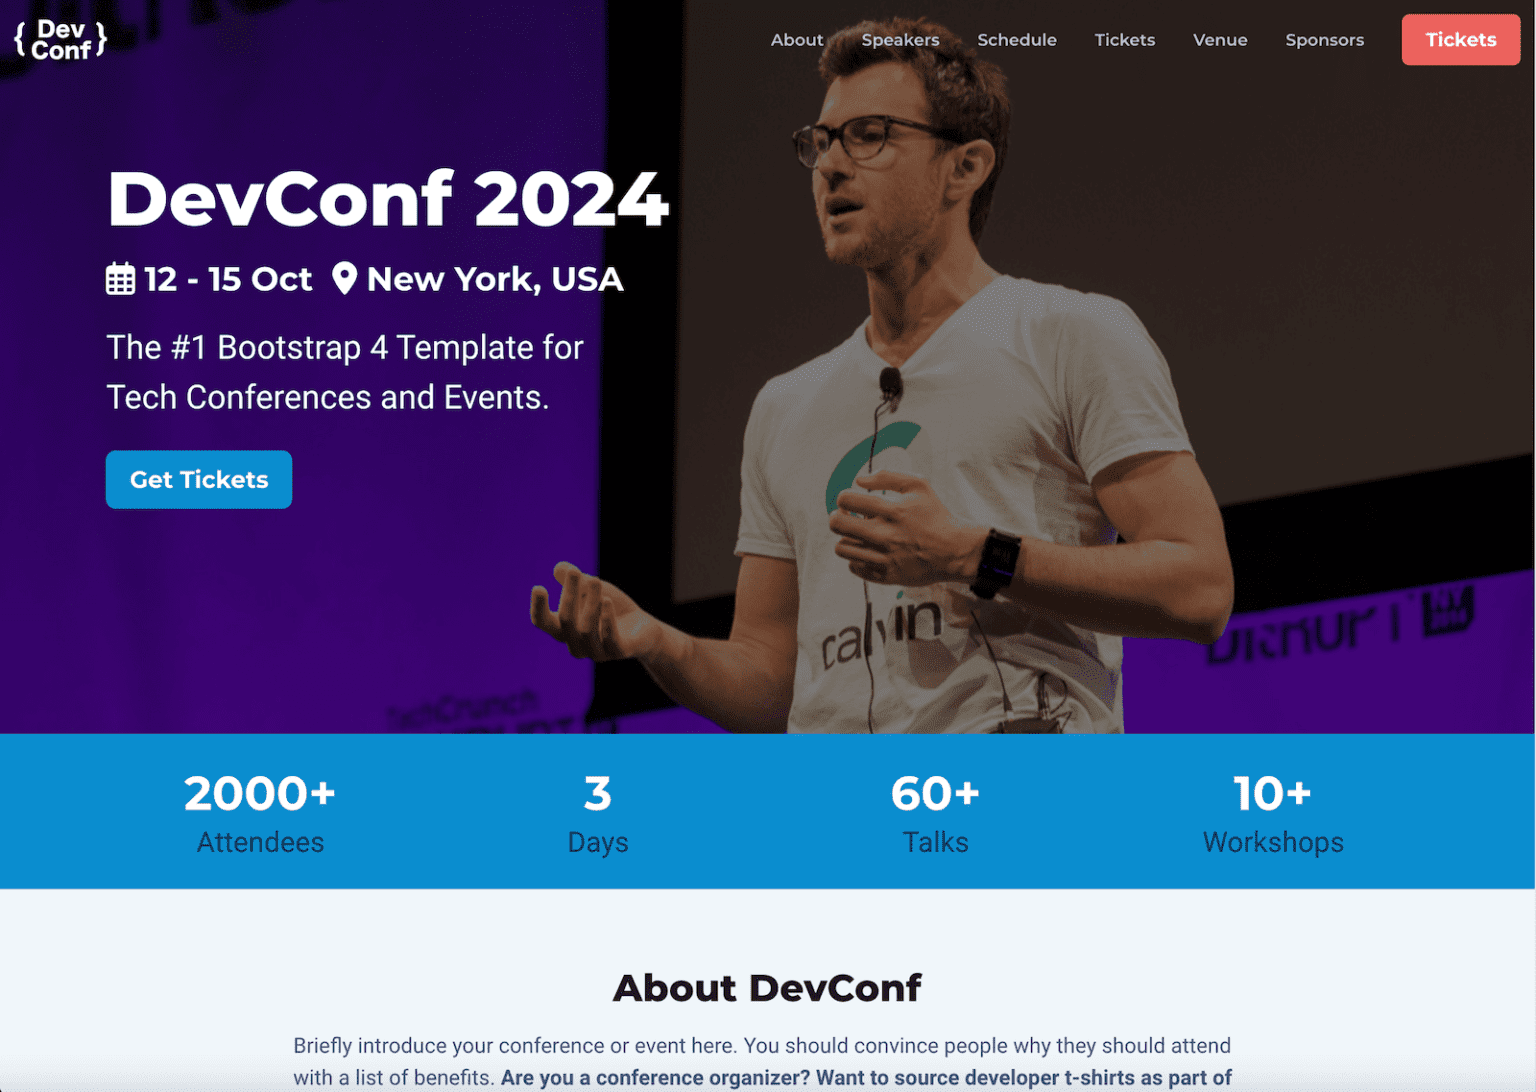 { Dev
Conf }
About
Speakers
Schedule
Tickets
Venue
Sponsors
Tickets
DevConf 2024
12 - 15 Oct New York, USA
The #1 Bootstrap 4 Template for
Tech Conferences and Events.
Get Tickets
calvin
TechCrunch
DISRUPT
2000+
Attendees
3
Days
60+
Talks
10+
Workshops
About DevConf
Briefly introduce your conference or event here. You should convince people why they should attend
with a list of benefits. Are you a conference organizer? Want to source developer t-shirts as part of